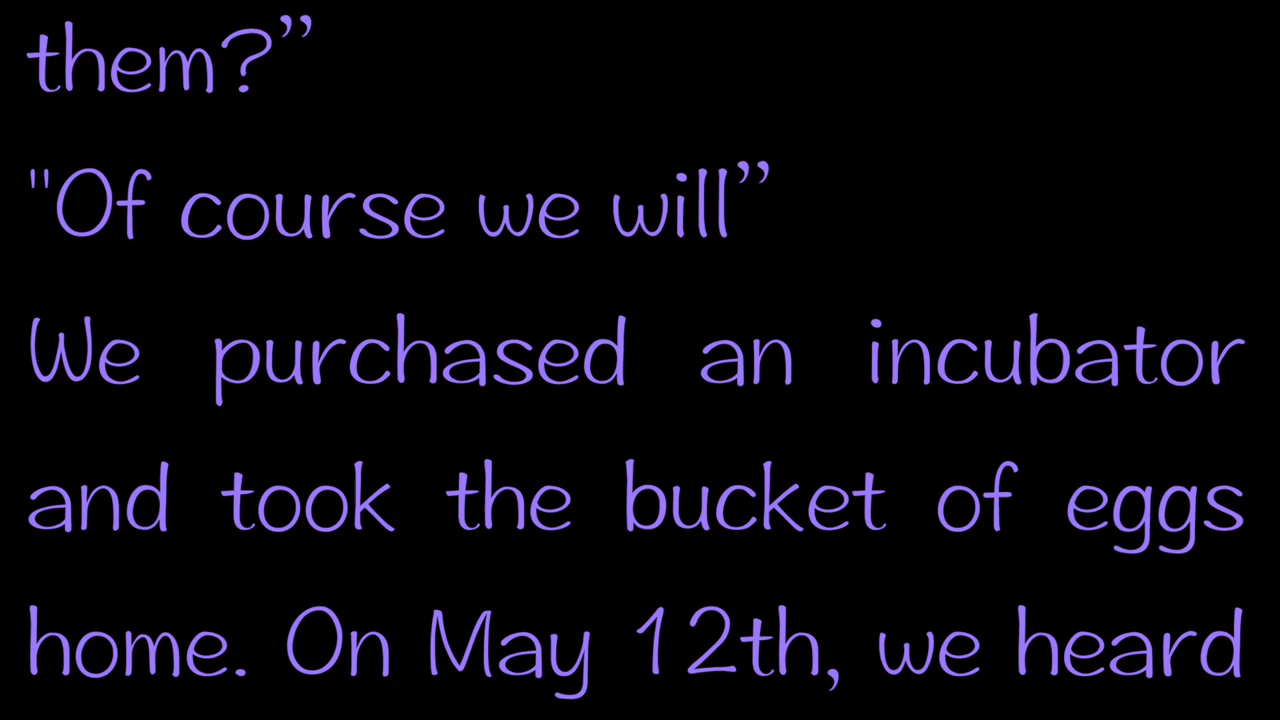 them?”
"Of course we will”
We purchased an incubator
and took the bucket of eggs
home. On May 12th, we heard